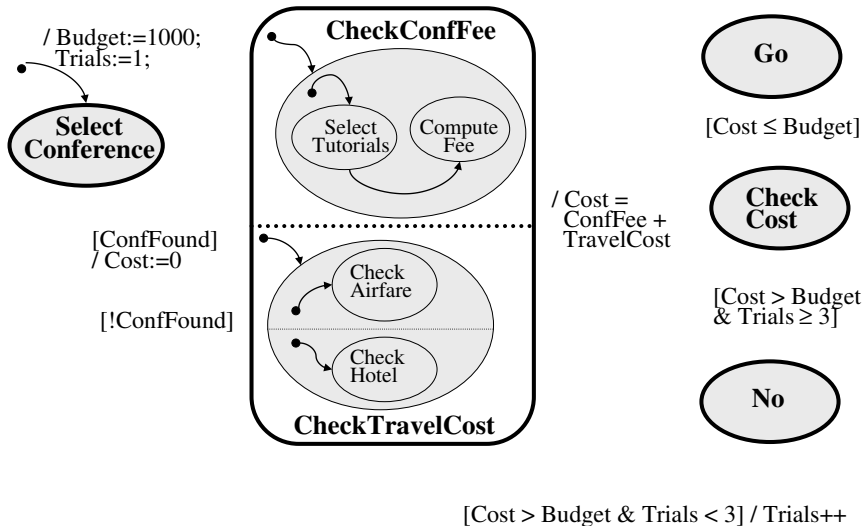 / Budget:=1000;
Trials:=1;
Select
Conference
CheckConfFee
Select
Tutorials
Compute
Fee
[ConfFound]
/ Cost:=0
[!ConfFound]
Check
Airfare
Check
Hotel
CheckTravelCost
/ Cost =
ConfFee +
TravelCost
Go
[Cost ≤ Budget]
Check
Cost
[Cost > Budget
& Trials ≥ 3]
No
[Cost > Budget & Trials < 3] / Trials++